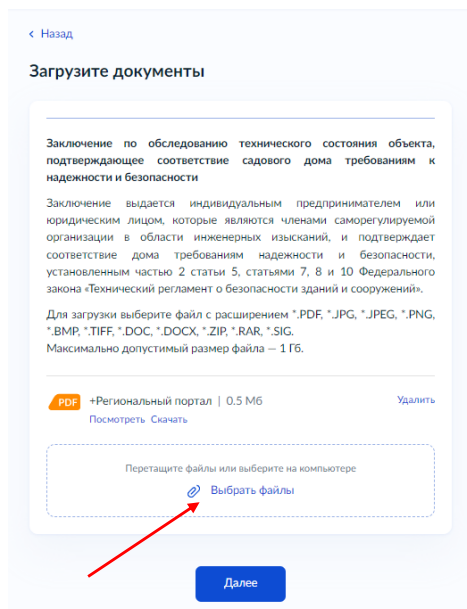 Назад
Загрузите документы
Заключение по обследованию технического состояния объекта,
подтверждающее соответствие садового дома требованиям к
надежности и безопасности
Заключение выдается индивидуальным предпринимателем или
юридическим лицом, которые являются членами саморегулируемой
организации в области инженерных изысканий, и подтверждает
соответствие дома требованиям надежности и безопасности,
установленным частью 2 статьи 5, статьями 7, 8 и 10 Федерального
закона «Технический регламент о безопасности зданий и сооружений».
Для загрузки выберите файл с расширением *.PDF, *.JPG, *.JPEG, *.PNG,
*.BMP, *.TIFF, *.DOC, *.DOCX, *.ZIP, *.RAR, *.SIG.
Максимально допустимый размер файла — 1 Гб.
PDF +Региональный портал | 0.5 Мб Удалить
Посмотреть Скачать
Перетащите файлы или выберите на компьютере
Выбрать файлы
Далее